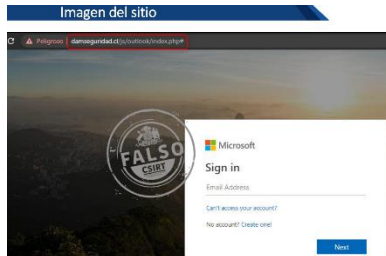 Imagen del sitio
Peligroso damseguridad.cl/js/outlook/index.php#
FALSO
CSIRT
Microsoft
Sign in
Email Address
Can't access your account?
No account? Create one!
Next